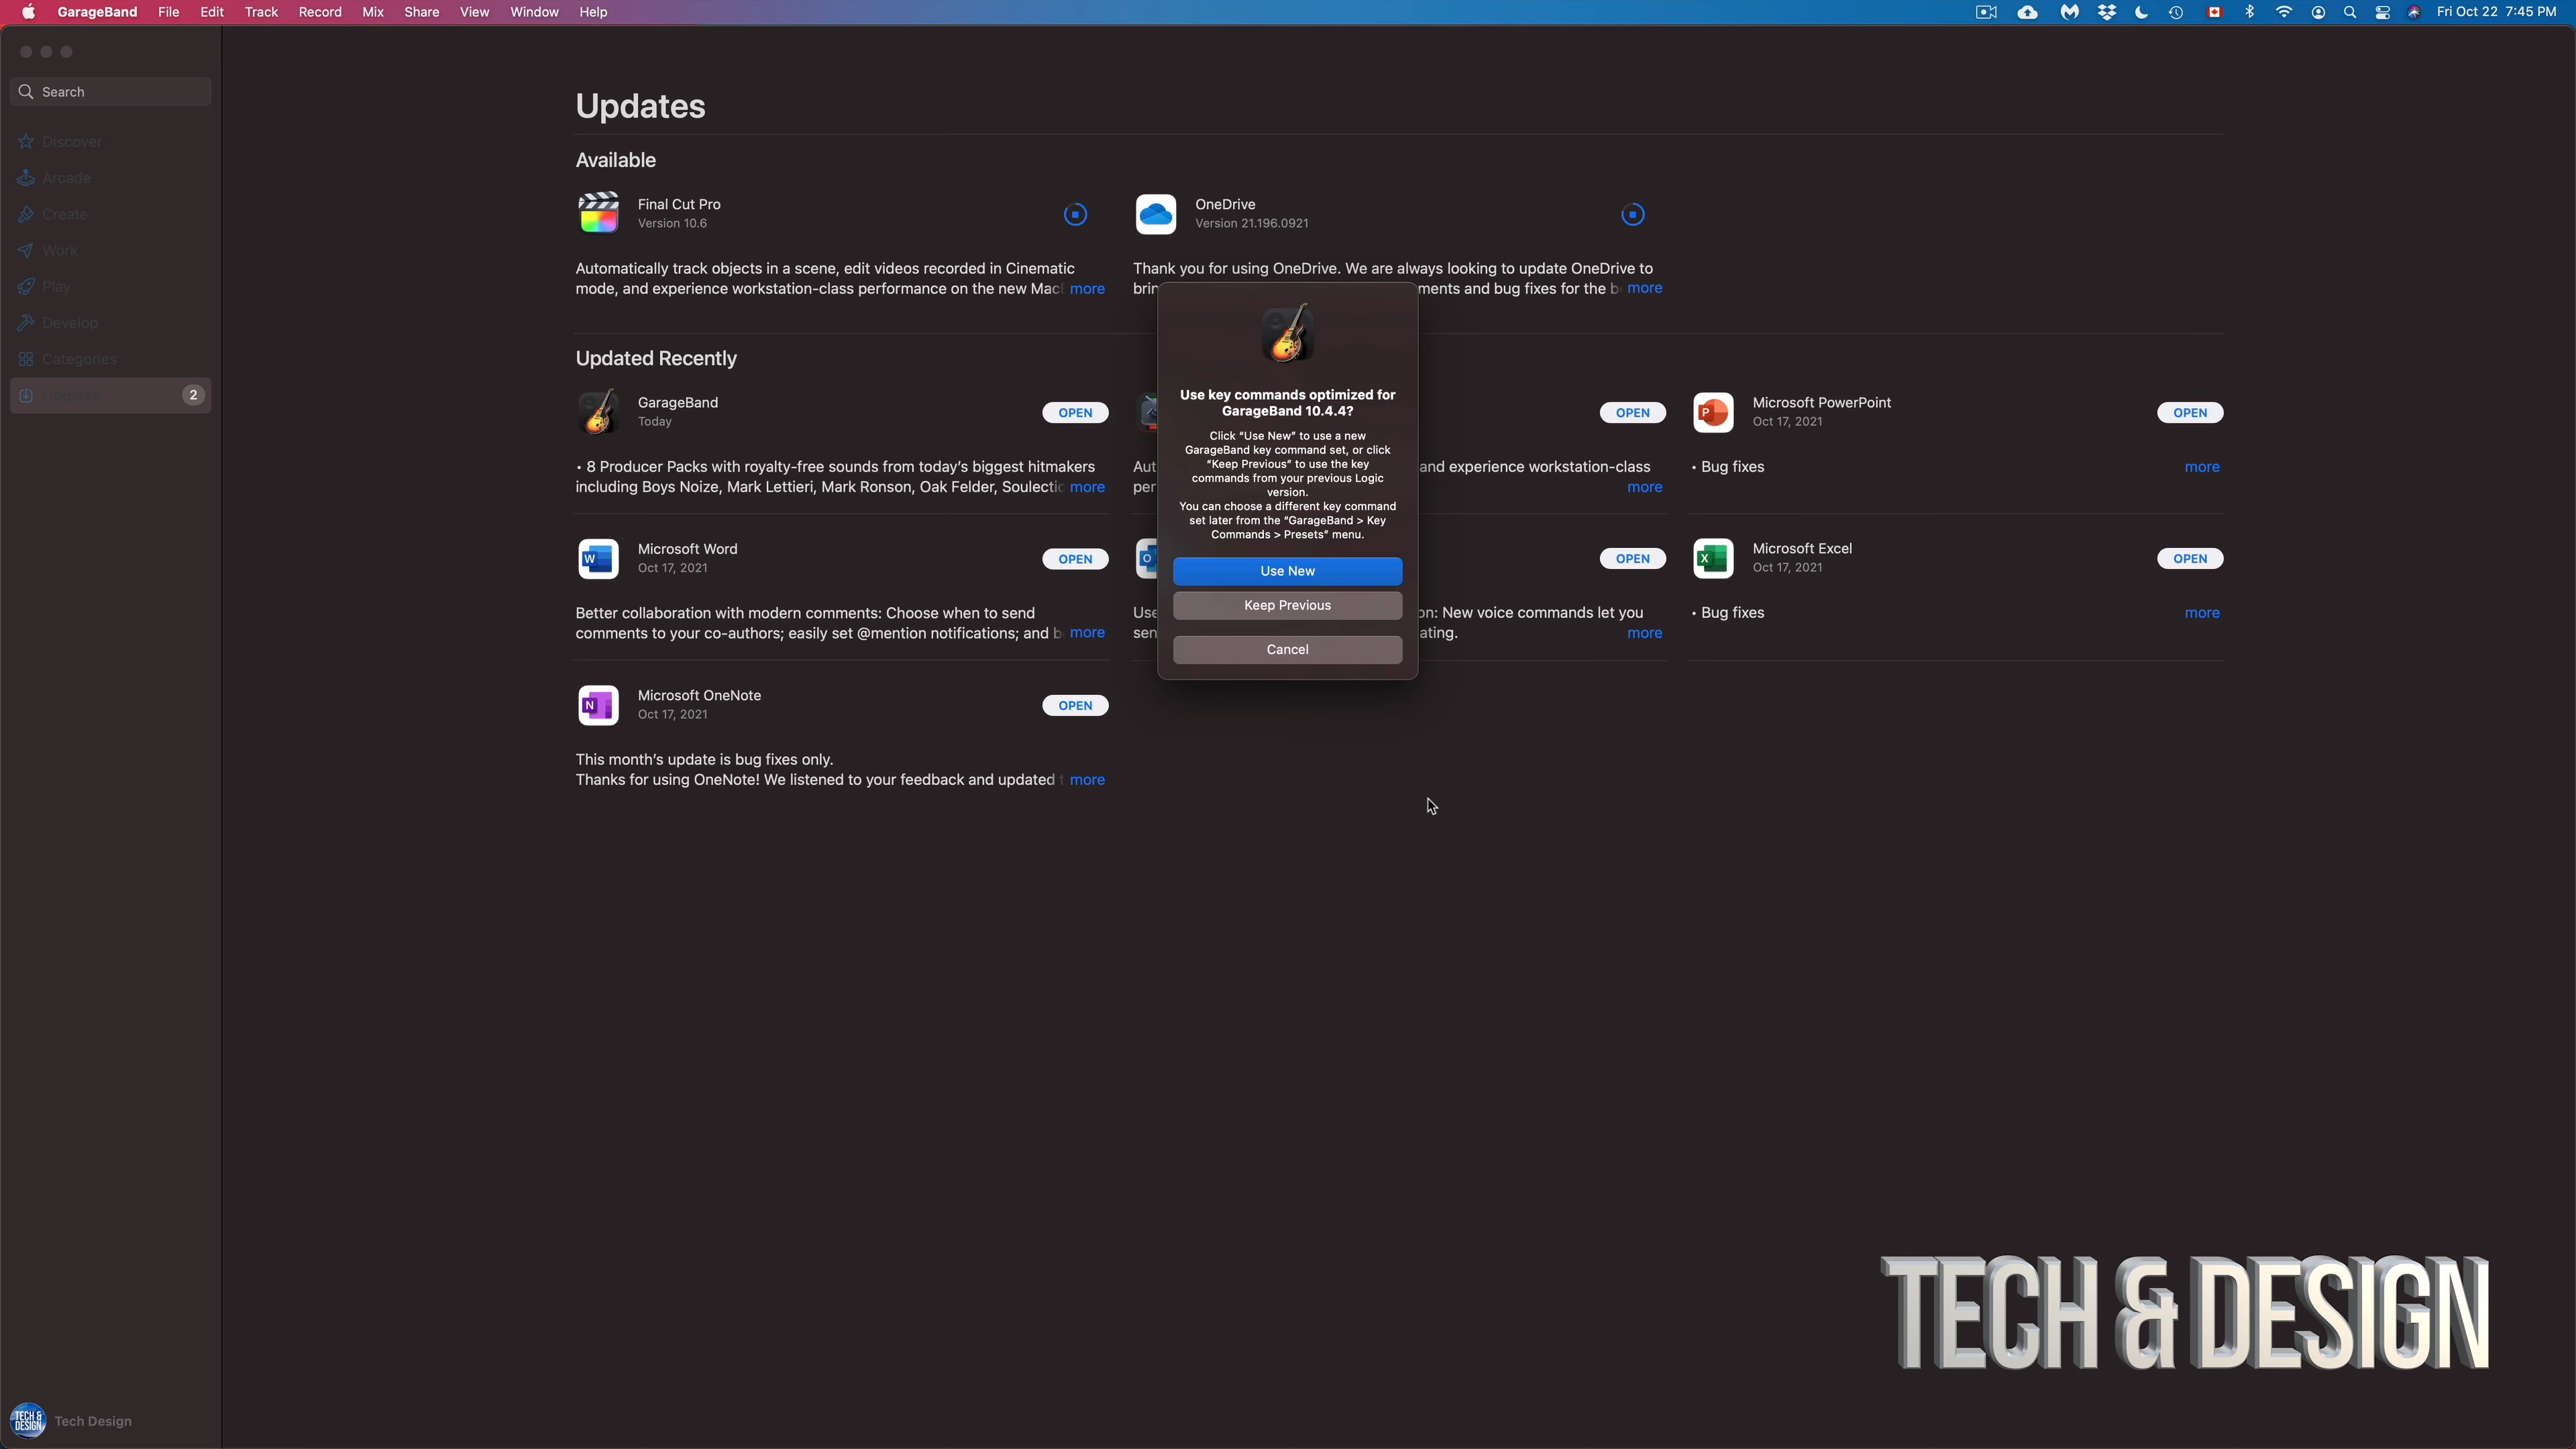 GarageBand File Edit Track Record Mix Share View Window Help
Fri Oct 22 7:45 PM
Search
Discover
Arcade
Create
Work
Play
Develop
Categories
Updates 2
Tech Design
Updates
Available
Final Cut Pro
Version 10.6
Automatically track objects in a scene, edit videos recorded in Cinematic
mode, and experience workstation-class performance on the new Mac more
OneDrive
Version 21.196.0921
Thank you for using OneDrive. We are always looking to update OneDrive to
brin ments and bug fixes for the b more
Updated Recently
GarageBand
Today
OPEN
• 8 Producer Packs with royalty-free sounds from today's biggest hitmakers
including Boys Noize, Mark Lettieri, Mark Ronson, Oak Felder, Soulectic more
OPEN
Aut and experience workstation-class
per more
Microsoft PowerPoint
Oct 17, 2021
OPEN
• Bug fixes more
Microsoft Word
Oct 17, 2021
OPEN
Better collaboration with modern comments: Choose when to send
comments to your co-authors; easily set @mention notifications; and b more
OPEN
Use on: New voice commands let you
sen ating. more
Microsoft Excel
Oct 17, 2021
OPEN
• Bug fixes more
Microsoft OneNote
Oct 17, 2021
OPEN
This month's update is bug fixes only.
Thanks for using OneNote! We listened to your feedback and updated t more
Use key commands optimized for
GarageBand 10.4.4?
Click “Use New” to use a new
GarageBand key command set, or click
“Keep Previous” to use the key
commands from your previous Logic
version.
You can choose a different key command
set later from the “GarageBand > Key
Commands > Presets” menu.
Use New
Keep Previous
Cancel
TECH & DESIGN
TECH &
DESIGN